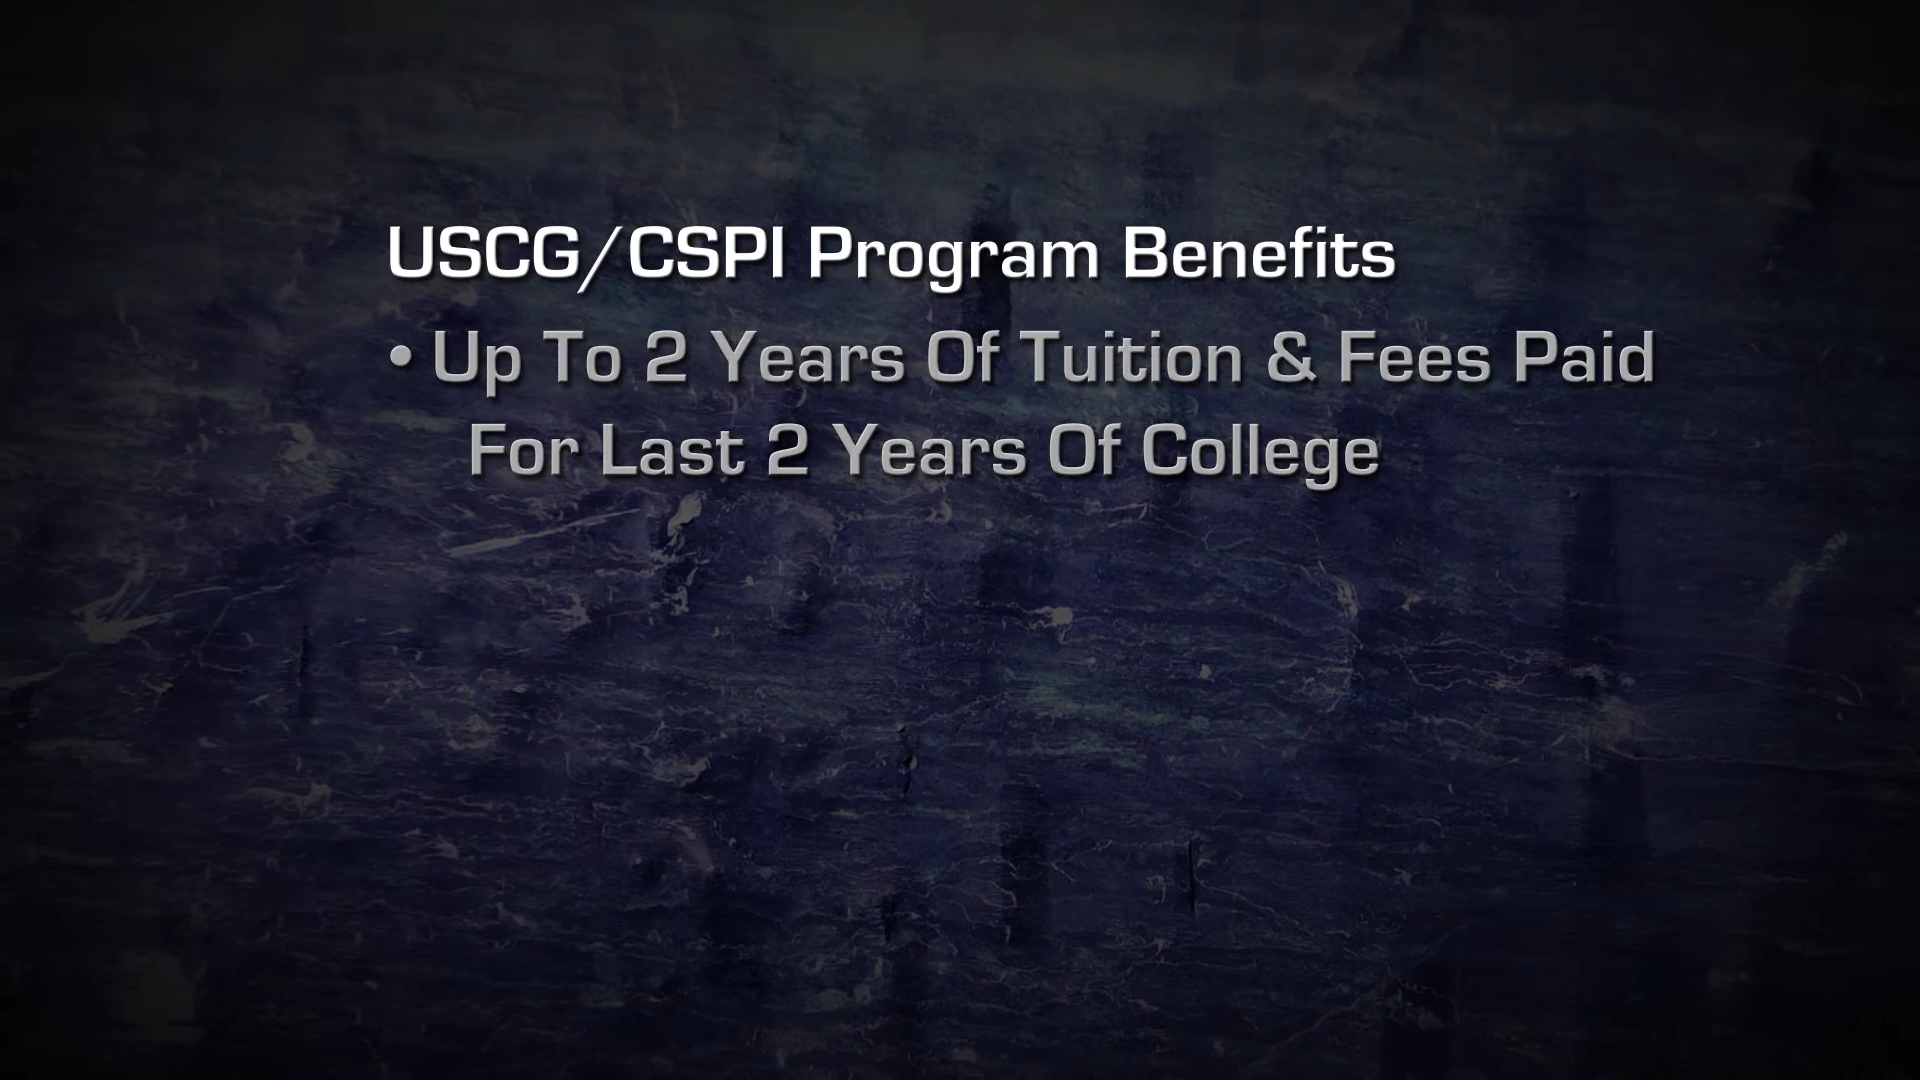 USCG/CSPI Program Benefits
• Up To 2 Years Of Tuition & Fees Paid
For Last 2 Years Of College